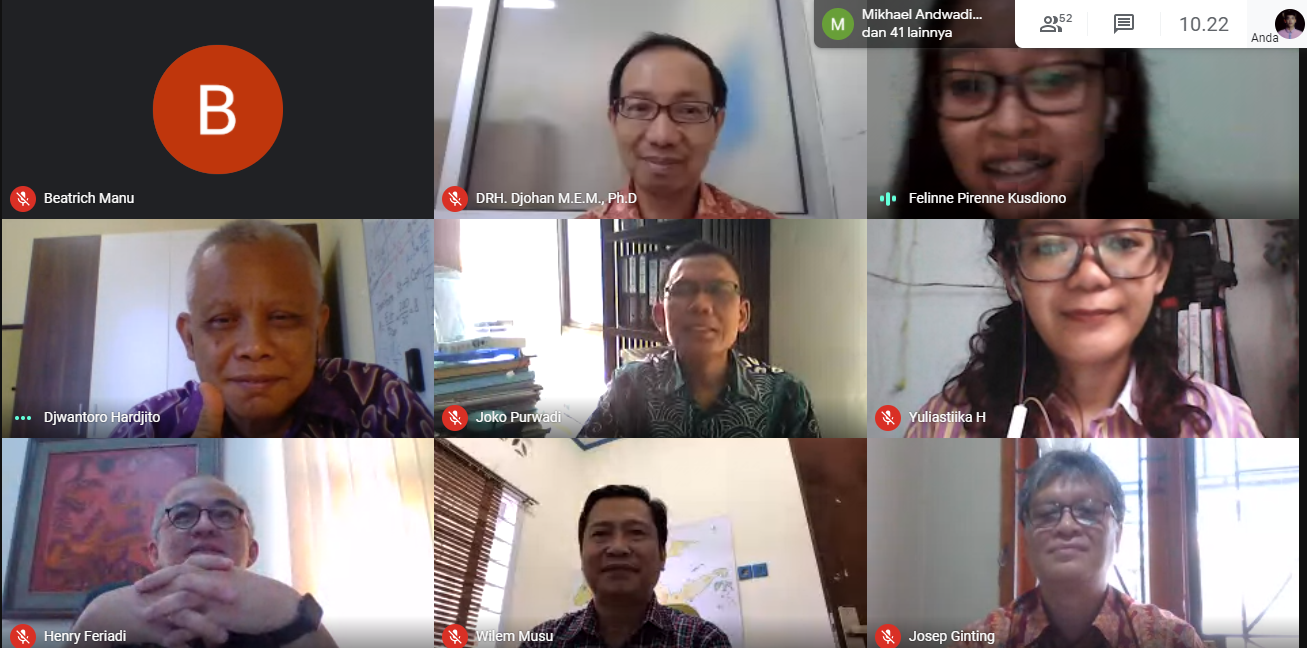 M
Mikhael Andwadi...
dan 41 lainnya
52
10.22
Anda
B
Beatrich Manu
DRH. Djohan M.E.M., Ph.D
Felinne Pirenne Kusdiono
Djwantoro Hardjito
Joko Purwadi
Yuliastiika H
Henry Feriadi
Wilem Musu
Josep Ginting